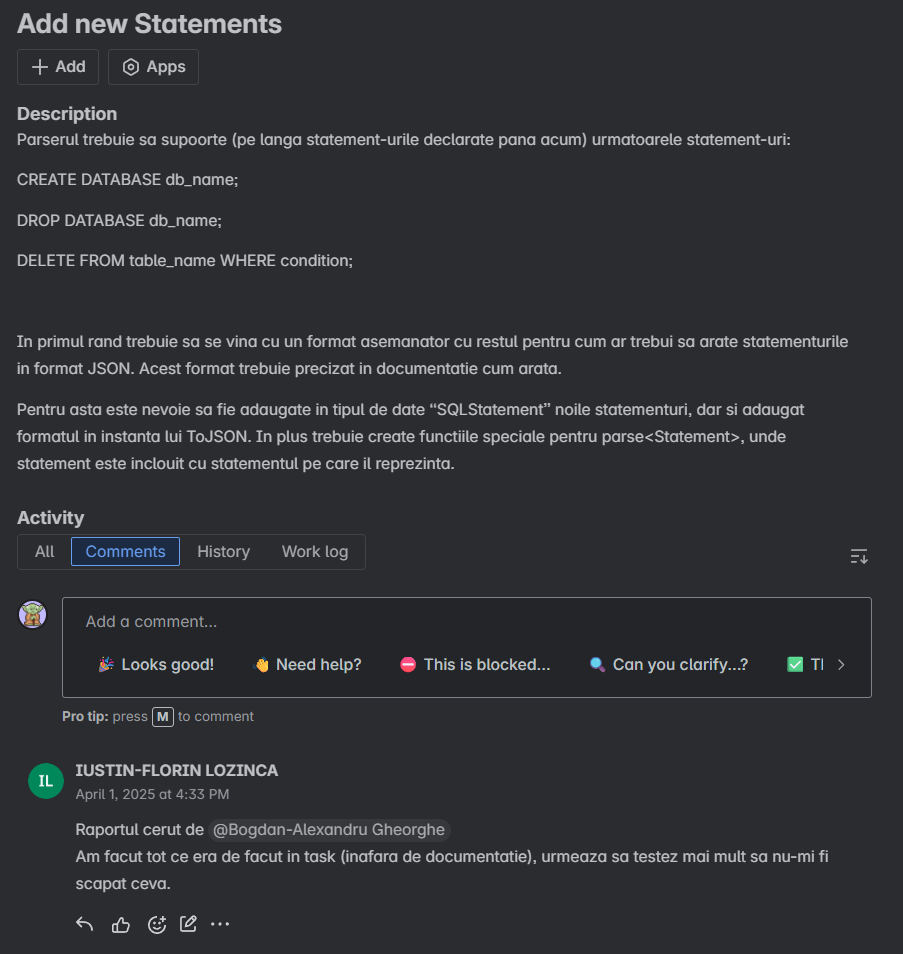 Add new Statements
Add
Apps
Description
Parserul trebuie sa supoorte (pe langa statement-urile declarate pana acum) urmatoarele statement-uri:
CREATE DATABASE db_name;
DROP DATABASE db_name;
DELETE FROM table_name WHERE condition;
In primul rand trebuie sa se vina cu un format asemanator cu restul pentru cum ar trebui sa arate statementurile
in format JSON. Acest format trebuie precizat in documentatie cum arata.
Pentru asta este nevoie sa fie adaugate in tipul de date “SQLStatement” noile statementuri, dar si adaugat
formatul in instanta lui ToJSON. In plus trebuie create functiile speciale pentru parse<Statement>, unde
statement este inclouit cu statementul pe care il reprezinta.
Activity
All Comments History Work log
Add a comment...
🎉 Looks good! 👋 Need help? ⛔ This is blocked... 🔍 Can you clarify...? ✅
Pro tip: press M to comment
IL
IUSTIN-FLORIN LOZINCA
April 1, 2025 at 4:33 PM
Raportul cerut de @Bogdan-Alexandru Gheorghe
Am facut tot ce era de facut in task (inafara de documentatie), urmeaza sa testez mai mult sa nu-mi fi
scapat ceva.